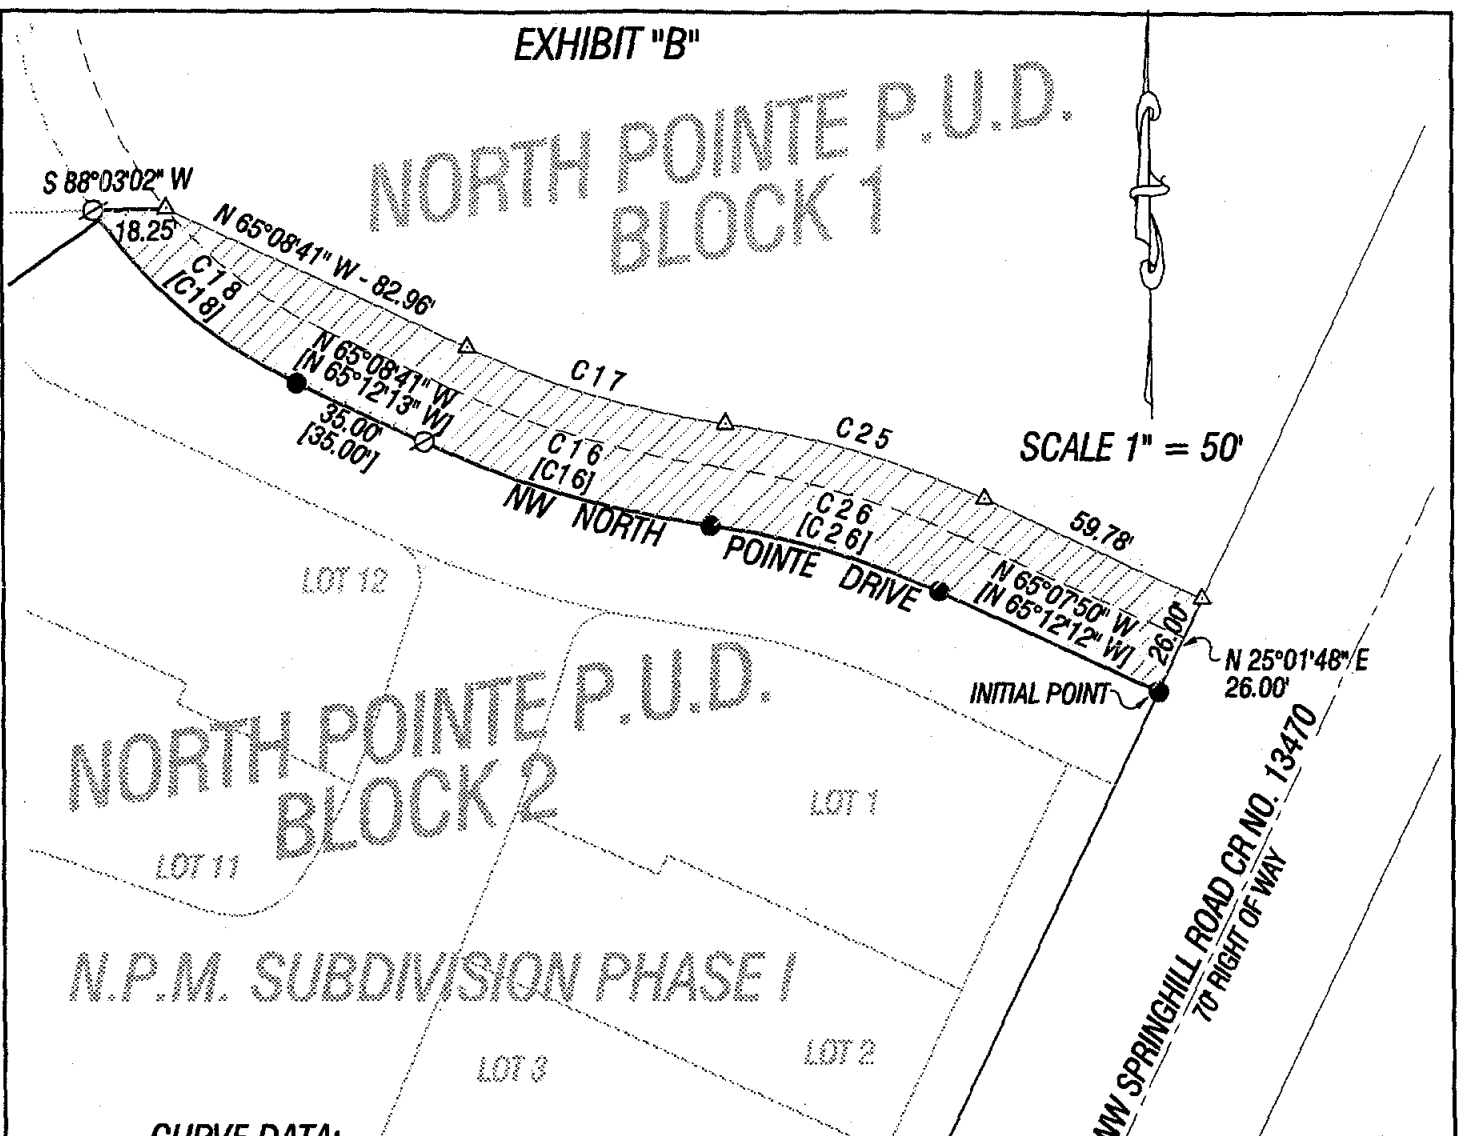 EXHIBIT "B"
NORTH POINTE P.U.D.
BLOCK 1
S 88°03'02" W
18.25'
N 65°08'41" W - 82.96'
C18
[C18]
N 65°08'41" W
[N 65°12'13" W]
35.00'
[35.00']
C17
C16
[C16]
C25
C26
[C26]
SCALE 1" = 50'
59.78'
NW NORTH POINTE DRIVE
N 65°07'50" W
[N 65°12'12" W]
26.00'
N 25°01'48" E
26.00'
INITIAL POINT
LOT 12
NORTH POINTE P.U.D.
BLOCK 2
LOT 1
LOT 11
N.P.M. SUBDIVISION PHASE I
LOT 2
LOT 3
NW SPRINGHILL ROAD CR NO. 13470
70' RIGHT OF WAY
CURVE DATA: